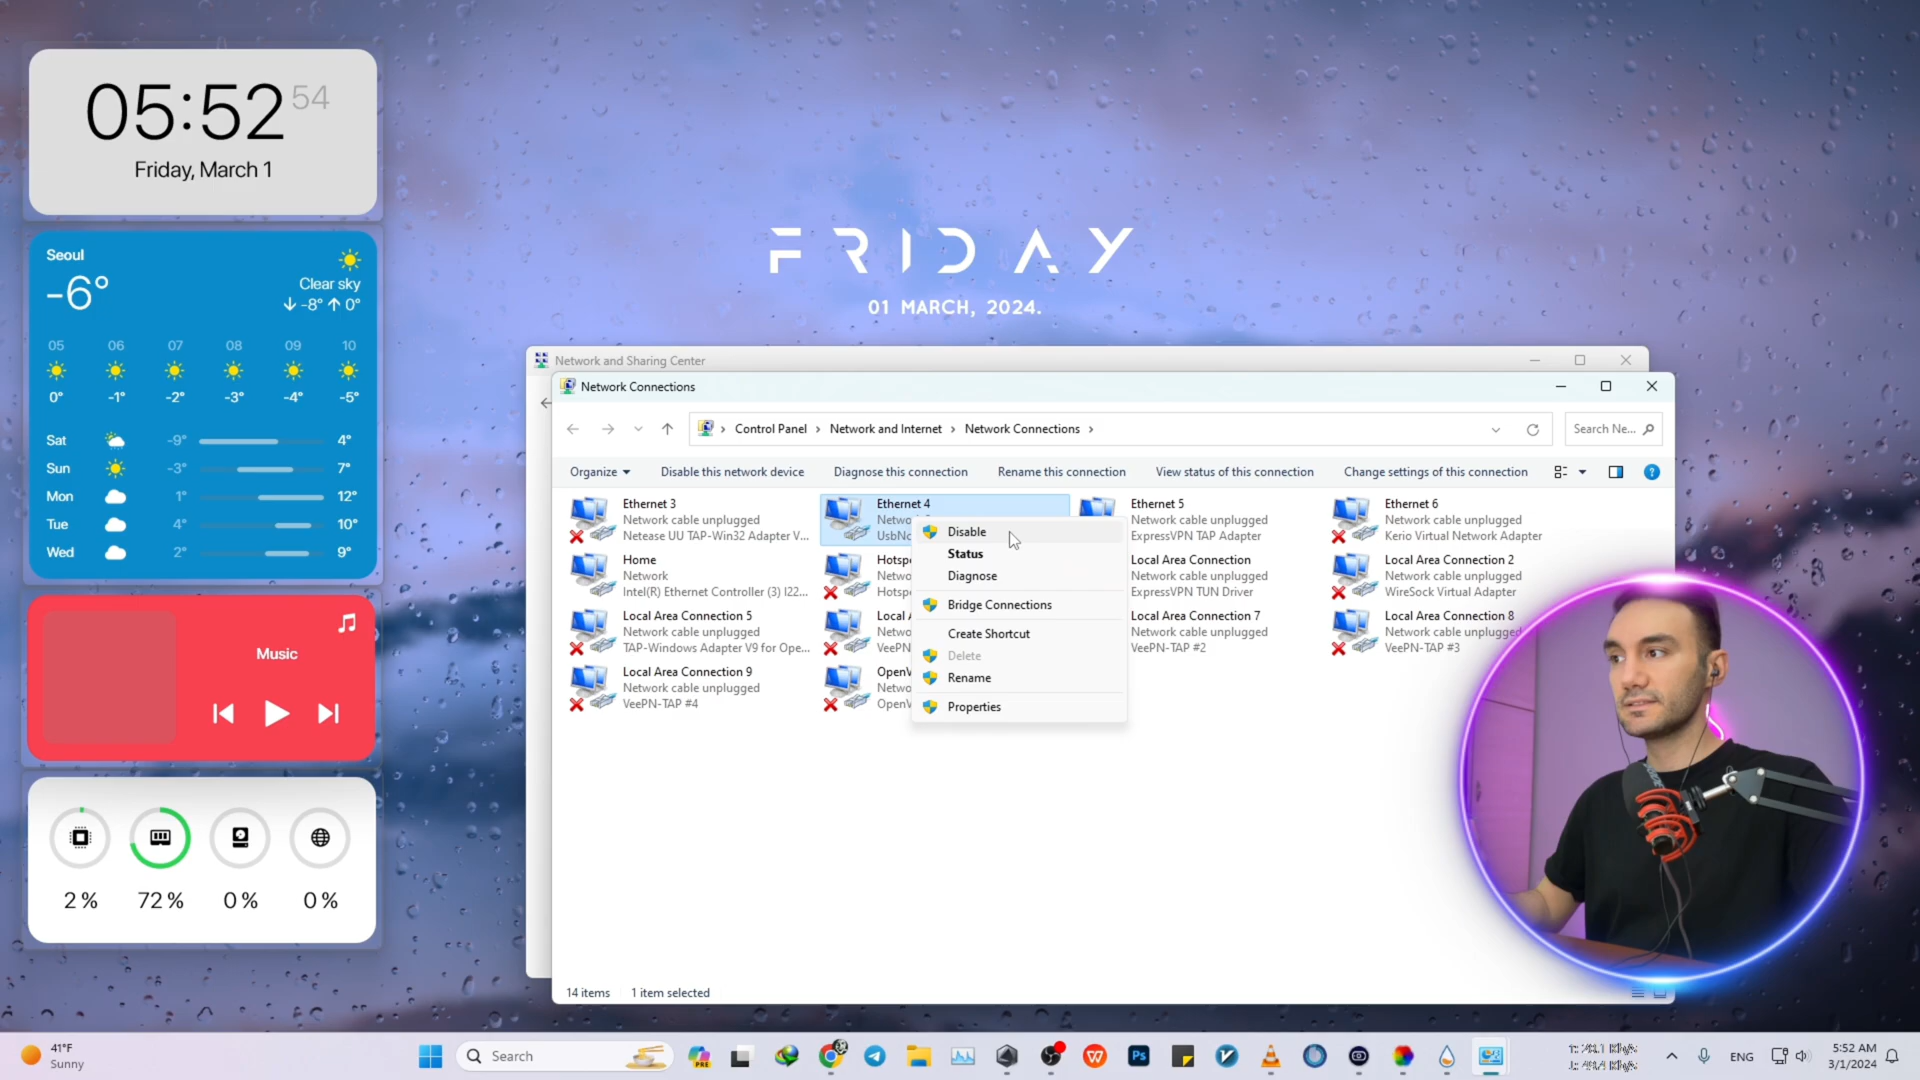 05:52 54
Friday, March 1
Seoul
-6°
Clear sky
↓ -8° ↑ 0°
05 06 07 08 09 10
0° -1° -2° -3° -4° -5°
Sat -9° 4°
Sun -3° 7°
Mon 1° 12°
Tue 4° 10°
Wed 2° 9°
Music
2 % 72 % 0 % 0 %
FRIDAY
01 MARCH, 2024.
Network and Sharing Center
Network Connections
Control Panel › Network and Internet › Network Connections ›
Search Ne...
Organize
Disable this network device
Diagnose this connection
Rename this connection
View status of this connection
Change settings of this connection
Ethernet 3
Network cable unplugged
Netease UU TAP-Win32 Adapter V...
Ethernet 4
Ethernet 5
Network cable unplugged
ExpressVPN TAP Adapter
Ethernet 6
Network cable unplugged
Kerio Virtual Network Adapter
Home
Network
Intel(R) Ethernet Controller (3) I22...
Local Area Connection
Network cable unplugged
ExpressVPN TUN Driver
Local Area Connection 2
Network cable unplugged
WireSock Virtual Adapter
Local Area Connection 5
Network cable unplugged
TAP-Windows Adapter V9 for Ope...
Local Area Connection 7
Network cable unplugged
VeePN-TAP #2
Local Area Connection 8
Network cable unplugged
VeePN-TAP #3
Local Area Connection 9
Network cable unplugged
VeePN-TAP #4
Disable
Status
Diagnose
Bridge Connections
Create Shortcut
Delete
Rename
Properties
14 items 1 item selected
41°F
Sunny
Search
PRE
Ps
ENG
5:52 AM
3/1/2024